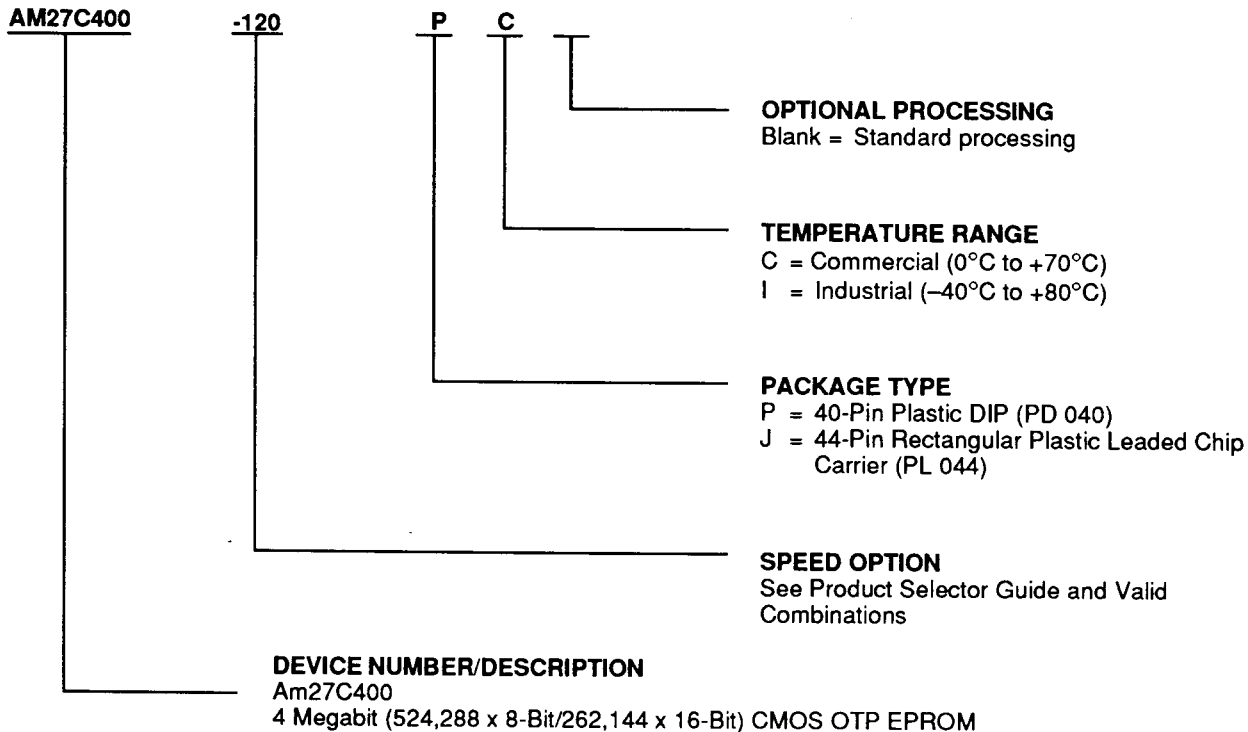 AM27C400 -120 P C
OPTIONAL PROCESSING
Blank = Standard processing
TEMPERATURE RANGE
C = Commercial (0°C to +70°C)
I = Industrial (–40°C to +80°C)
PACKAGE TYPE
P = 40-Pin Plastic DIP (PD 040)
J = 44-Pin Rectangular Plastic Leaded Chip
Carrier (PL 044)
SPEED OPTION
See Product Selector Guide and Valid
Combinations
DEVICE NUMBER/DESCRIPTION
Am27C400
4 Megabit (524,288 x 8-Bit/262,144 x 16-Bit) CMOS OTP EPROM